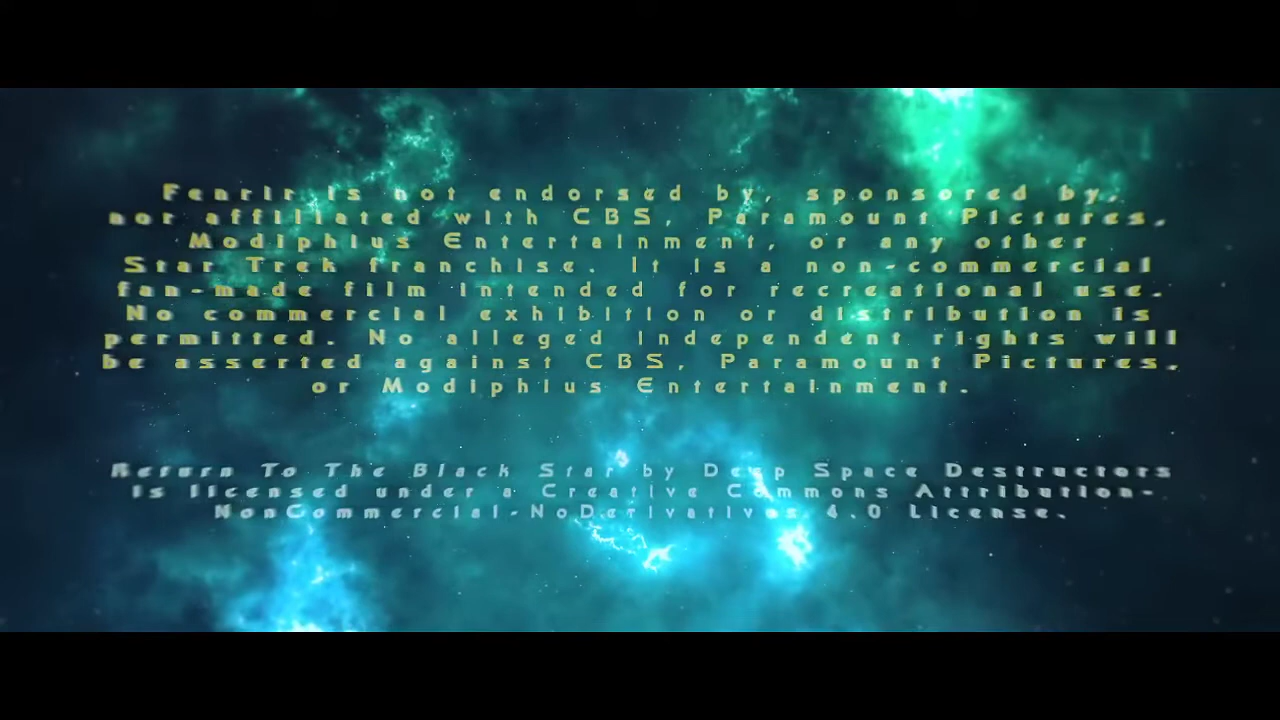 Fenrir is not endorsed by, sponsored by,
nor affiliated with CBS, Paramount Pictures,
Modiphius Entertainment, or any other
Star Trek franchise. It is a non-commercial
fan-made film intended for recreational use.
No commercial exhibition or distribution is
permitted. No alleged independent rights will
be asserted against CBS, Paramount Pictures,
or Modiphius Entertainment.
Return To The Black Star by Deep Space Destructors
is licensed under a Creative Commons Attribution-
NonCommercial-NoDerivatives 4.0 License.